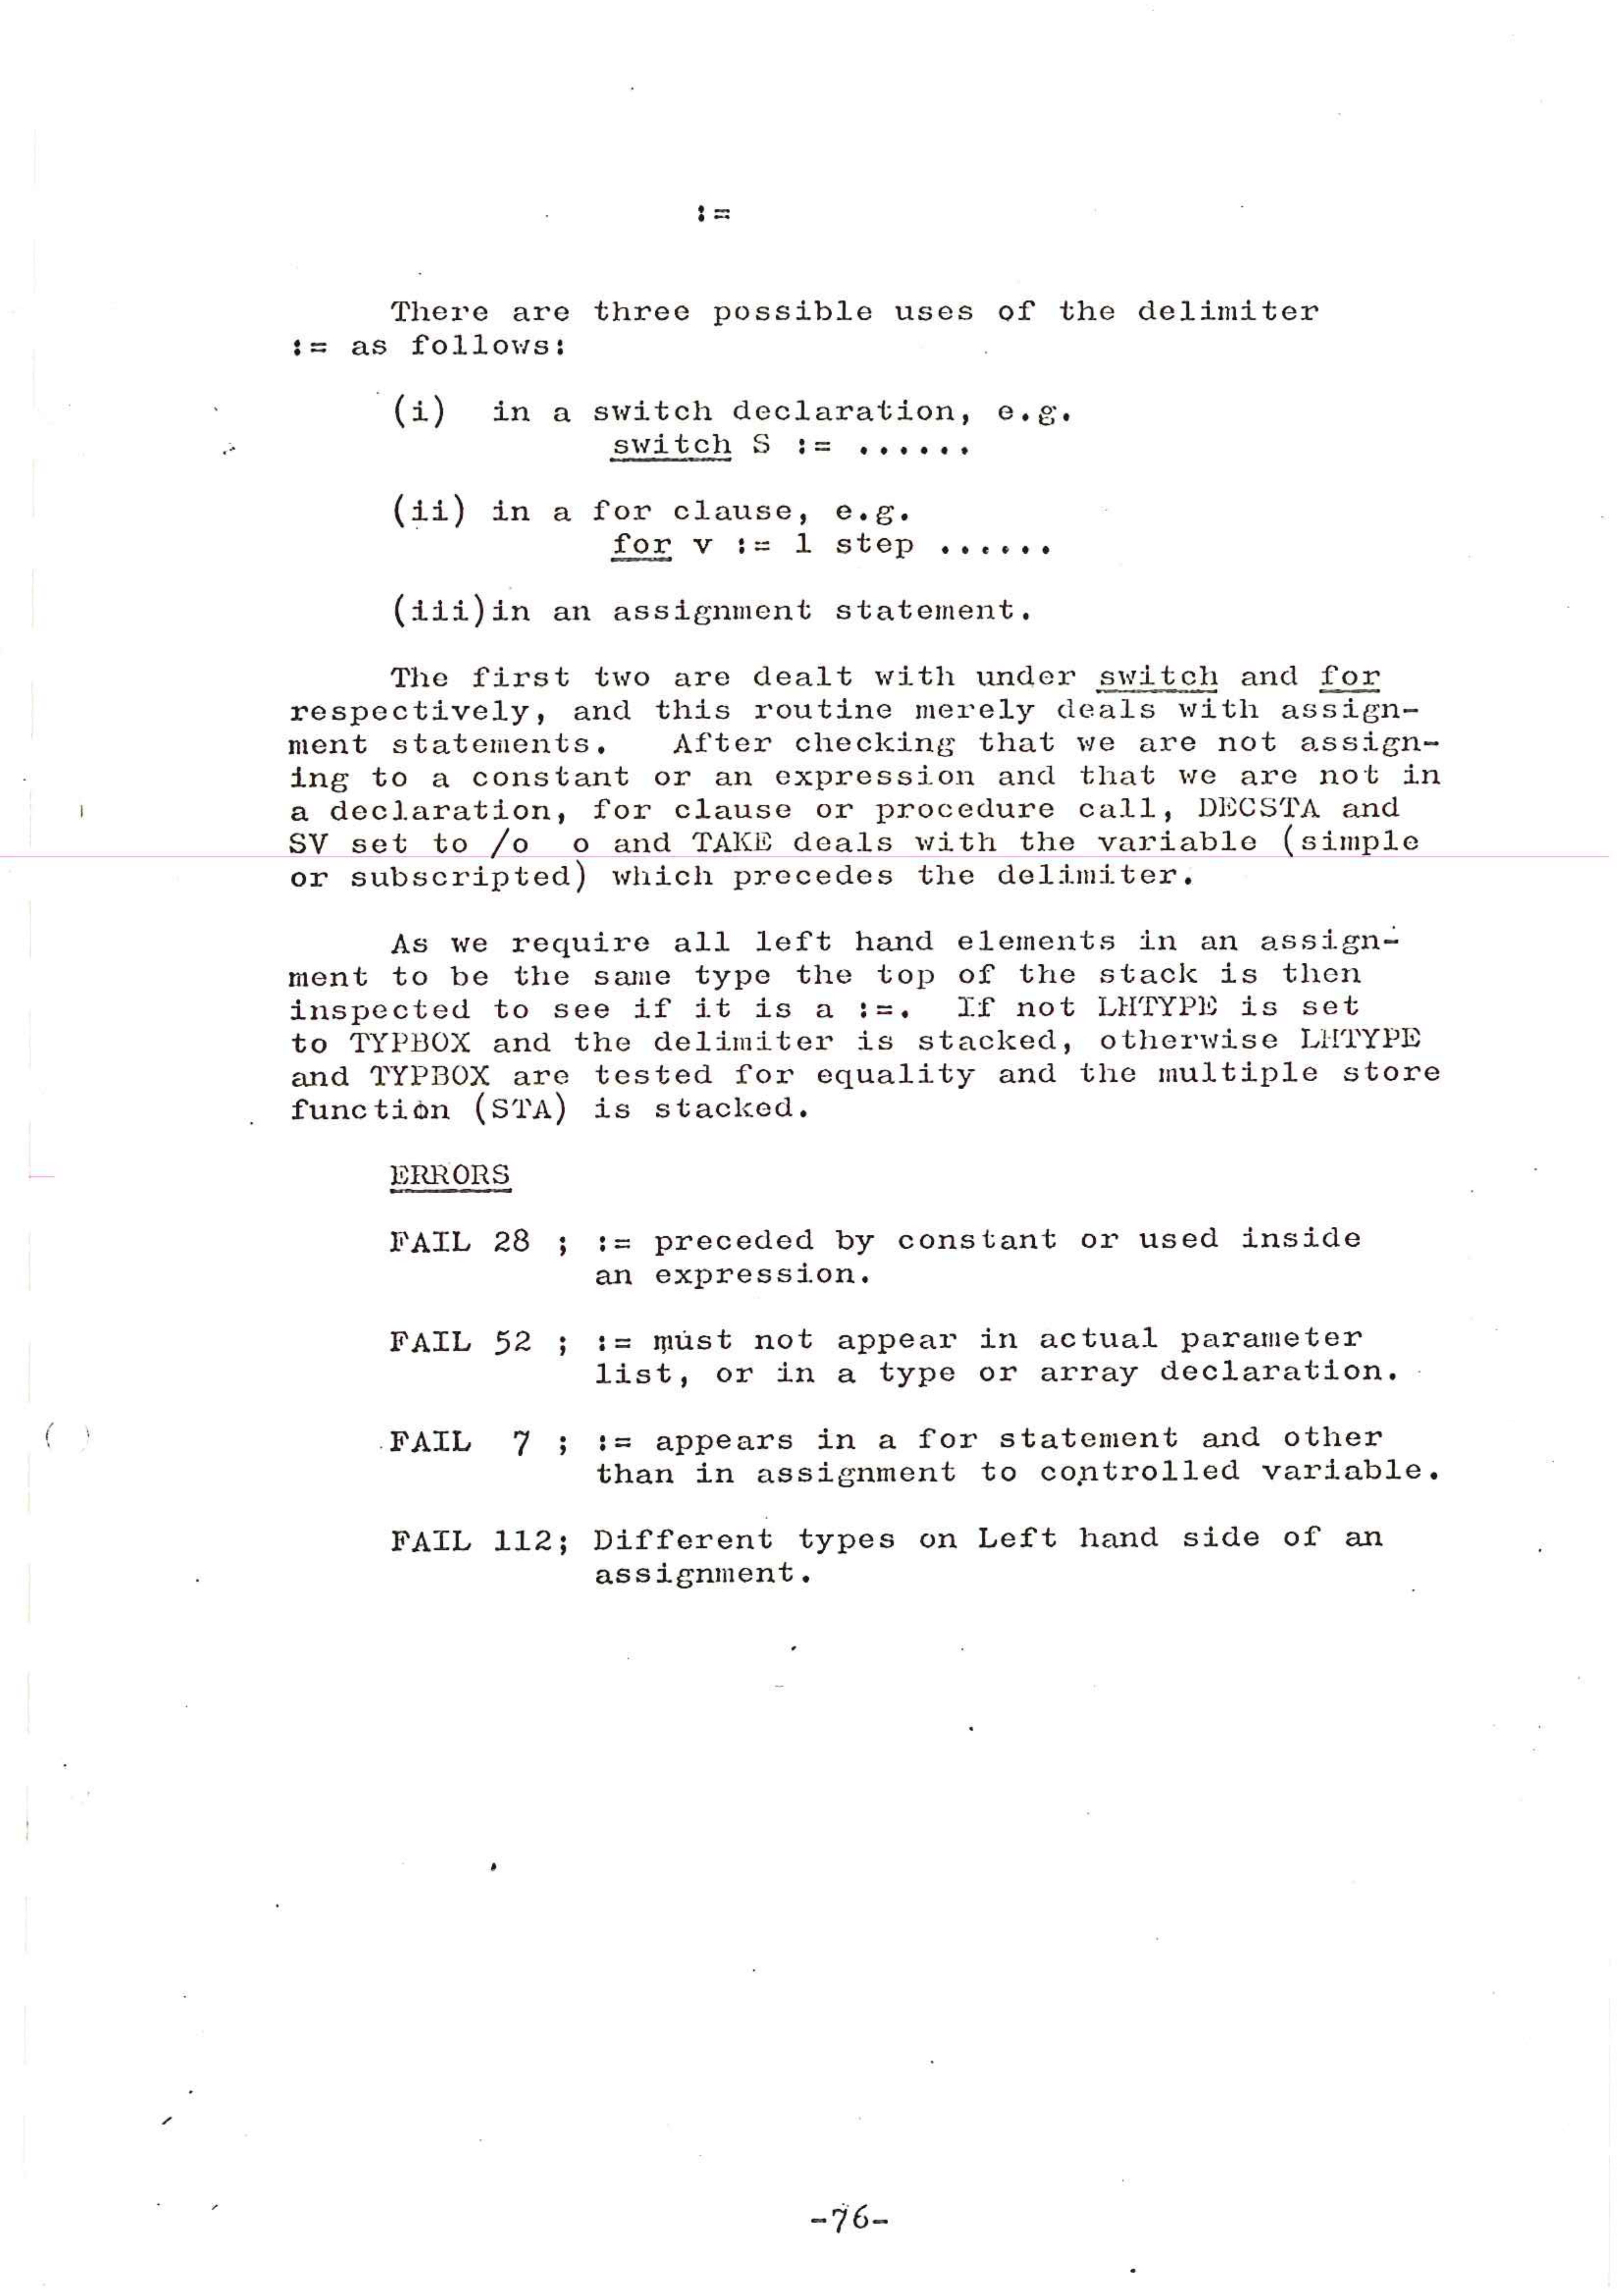 :=
There are three possible uses of the delimiter
:= as follows:
(i) in a switch declaration, e.g.
switch S := ......
(ii) in a for clause, e.g.
for v := 1 step ......
(iii)in an assignment statement.
The first two are dealt with under switch and for
respectively, and this routine merely deals with assign-
ment statements. After checking that we are not assign-
ing to a constant or an expression and that we are not in
a declaration, for clause or procedure call, DECSTA and
SV set to /o o and TAKE deals with the variable (simple
or subscripted) which precedes the delimiter.
As we require all left hand elements in an assign-
ment to be the same type the top of the stack is then
inspected to see if it is a :=. If not LHTYPE is set
to TYPBOX and the delimiter is stacked, otherwise LHTYPE
and TYPBOX are tested for equality and the multiple store
function (STA) is stacked.
ERRORS
FAIL 28 ; := preceded by constant or used inside
an expression.
FAIL 52 ; := must not appear in actual parameter
list, or in a type or array declaration.
FAIL 7 ; := appears in a for statement and other
than in assignment to controlled variable.
FAIL 112; Different types on Left hand side of an
assignment.
-76-